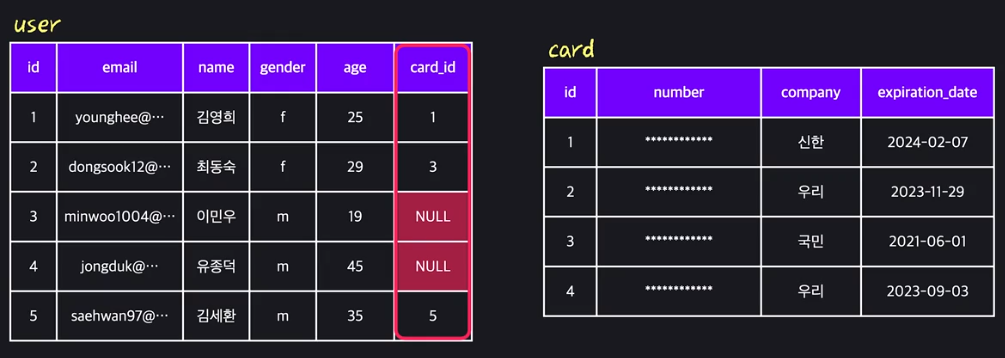 user
id email name gender age card_id
1 younghee@··· 김영희 f 25 1
2 dongsook12@··· 최동숙 f 29 3
3 minwoo1004@··· 이민우 m 19 NULL
4 jongduk@··· 유종덕 m 45 NULL
5 saehwan97@··· 김세환 m 35 5
card
id number company expiration_date
1 ************ 신한 2024-02-07
2 ************ 우리 2023-11-29
3 ************ 국민 2021-06-01
4 ************ 우리 2023-09-03